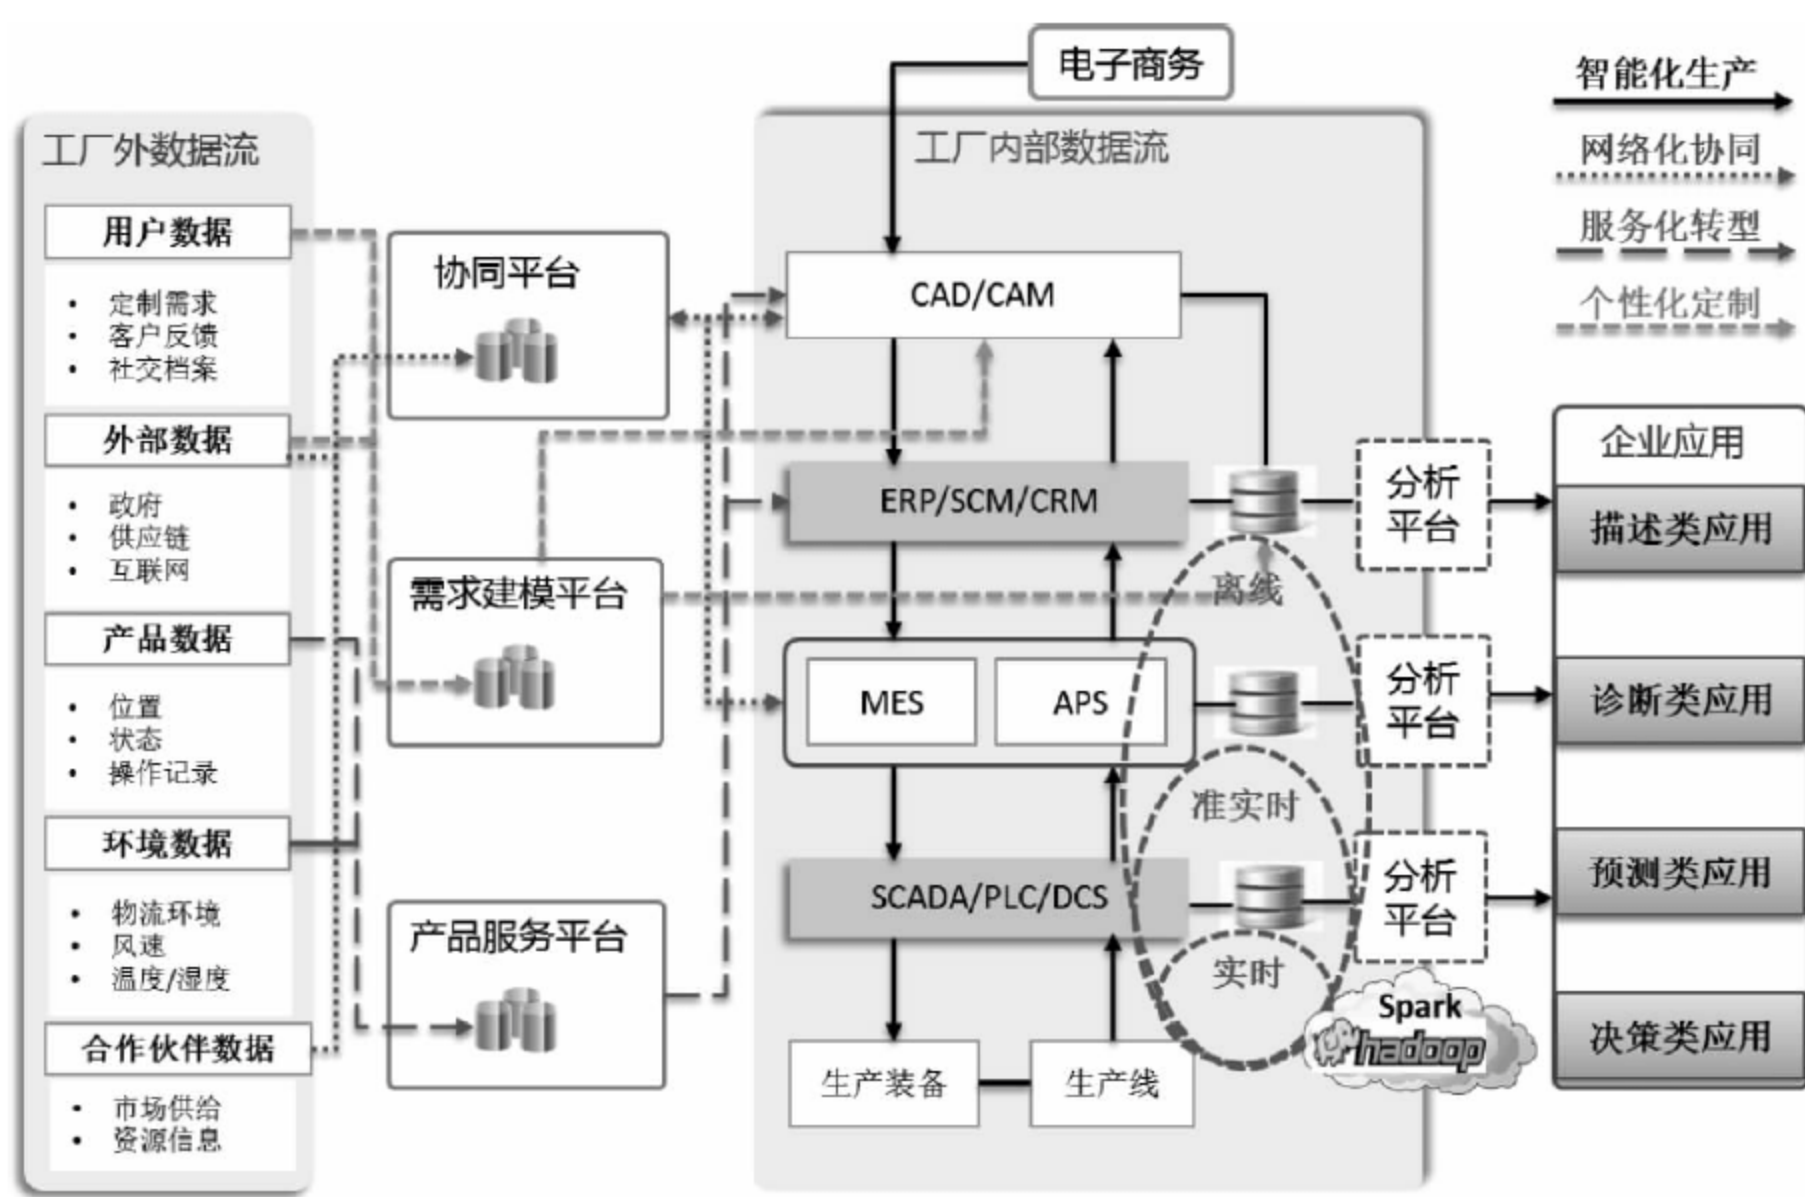 电子商务
智能化生产
网络化协同
服务化转型
个性化定制
工厂外数据流
用户数据
• 定制需求
• 客户反馈
• 社交档案
外部数据
• 政府
• 供应链
• 互联网
产品数据
• 位置
• 状态
• 操作记录
环境数据
• 物流环境
• 风速
• 温度/湿度
合作伙伴数据
• 市场供给
• 资源信息
协同平台
需求建模平台
产品服务平台
工厂内部数据流
CAD/CAM
ERP/SCM/CRM
离线
MES
APS
准实时
SCADA/PLC/DCS
实时
生产装备
生产线
分析
平台
分析
平台
分析
平台
Spark
hadoop
企业应用
描述类应用
诊断类应用
预测类应用
决策类应用